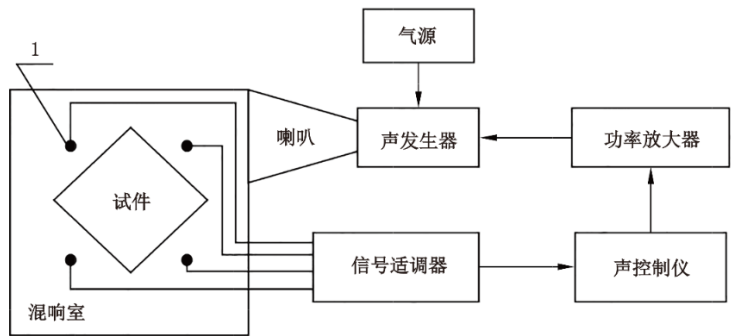 气源
1
喇叭
声发生器
功率放大器
试件
信号适调器
声控制仪
混响室